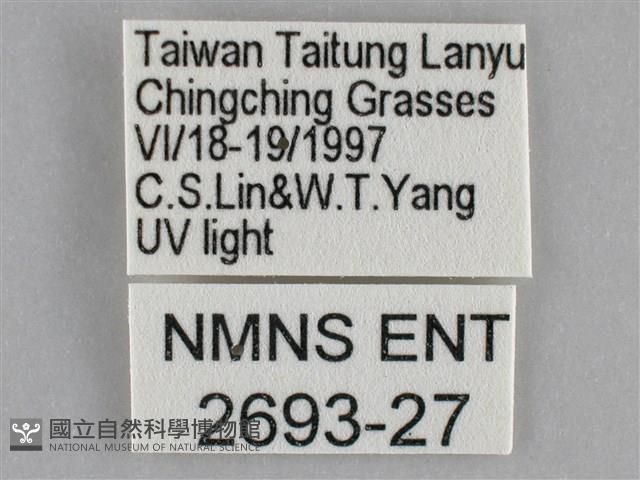 Taiwan Taitung Lanyu
Chingching Grasses
VI/18-19/1997
C.S.Lin&W.T.Yang
UV light
NMNS ENT
2693-27
國立自然科學博物館
NATIONAL MUSEUM OF NATURAL SCIENCE